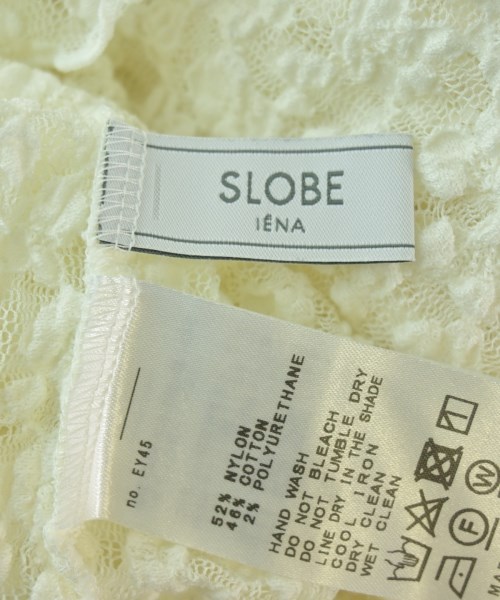 SLOBE
IÉNA
no. EY45
52% NYLON
46% COTTON
2% POLYURETHANE
HAND WASH
DO NOT BLEACH
DO NOT TUMBLE DRY
LINE DRY IN THE SHADE
COOL IRON
DRY CLEAN
WET CLEAN
F
W
MA